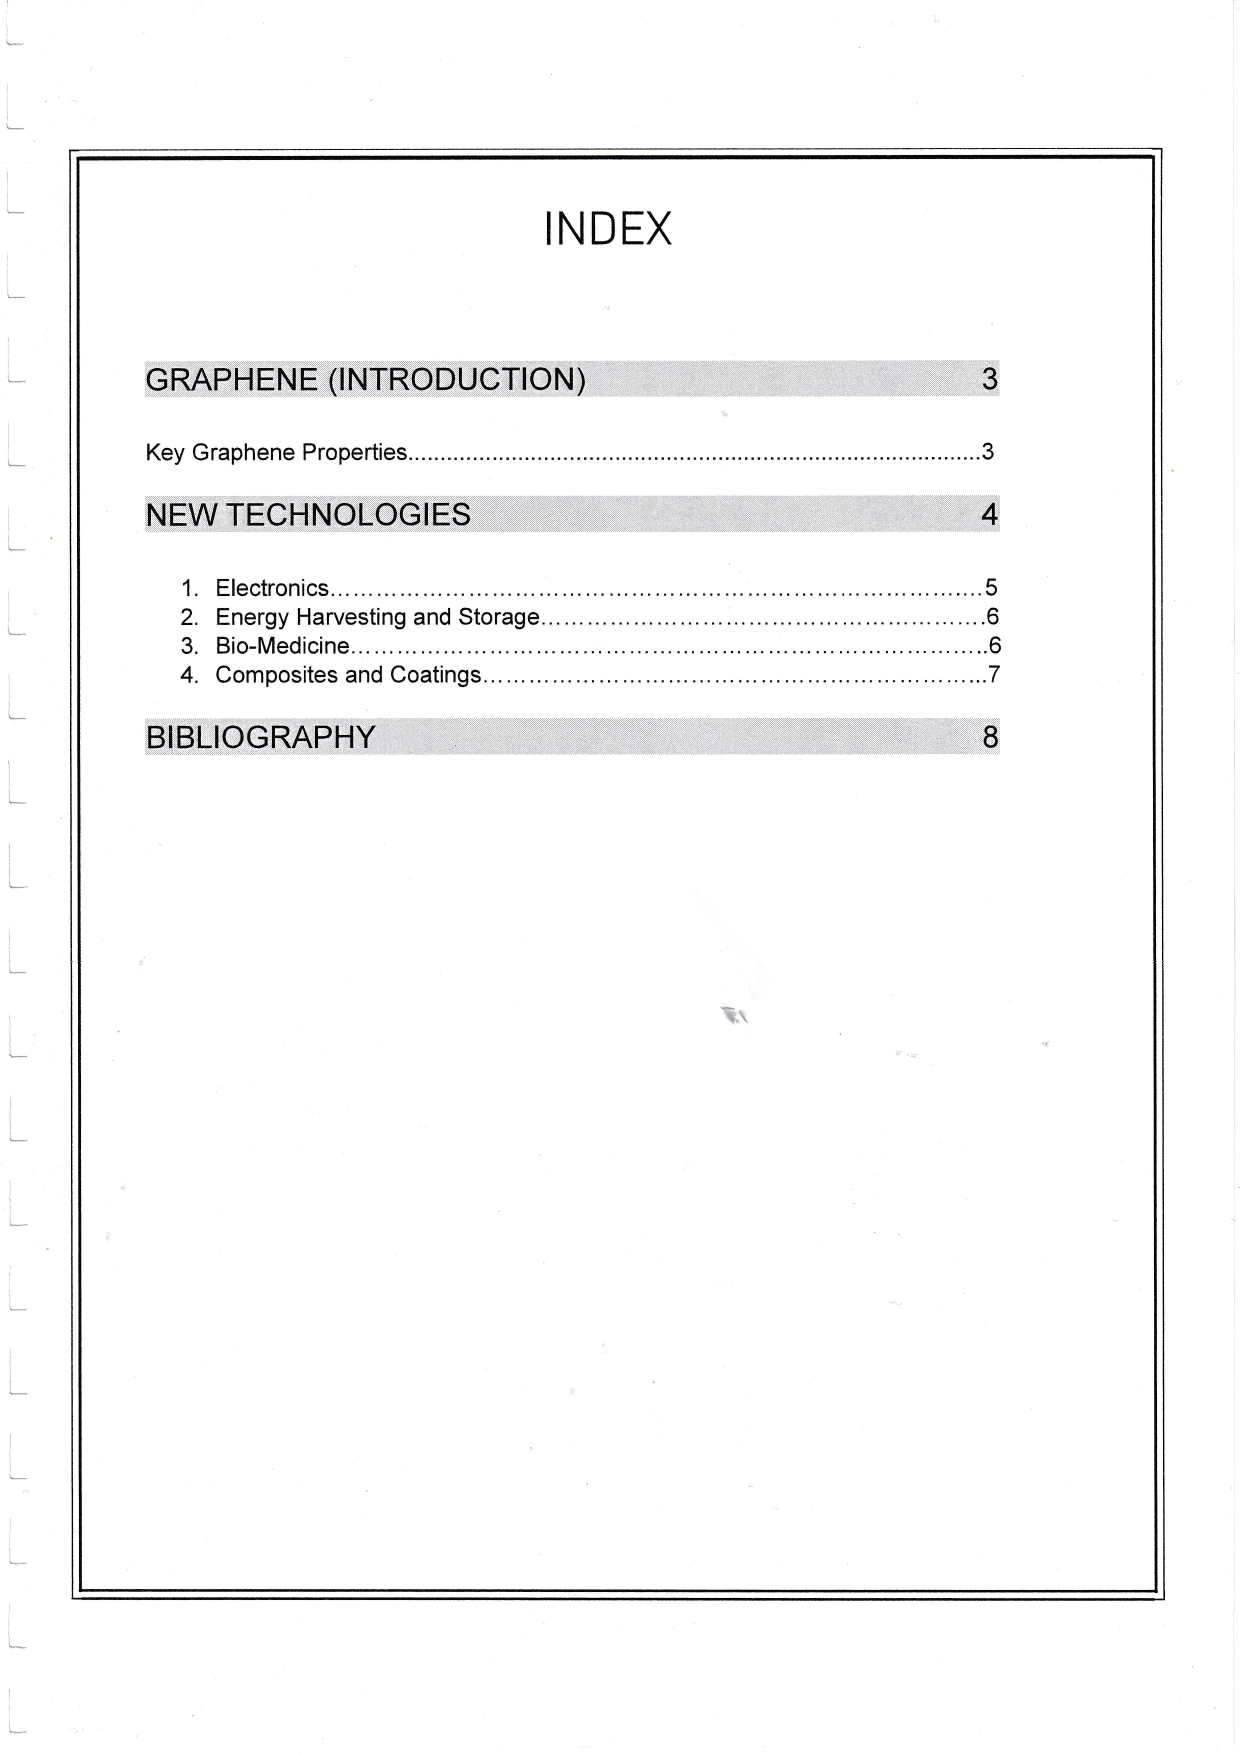 INDEX
GRAPHENE (INTRODUCTION) 3
Key Graphene Properties.........................................................................................3
NEW TECHNOLOGIES 4
1. Electronics……………………………………………………………………………5
2. Energy Harvesting and Storage…………………………………………………..6
3. Bio-Medicine…………………………………………………………………………..6
4. Composites and Coatings…………………………………………………………...7
BIBLIOGRAPHY 8